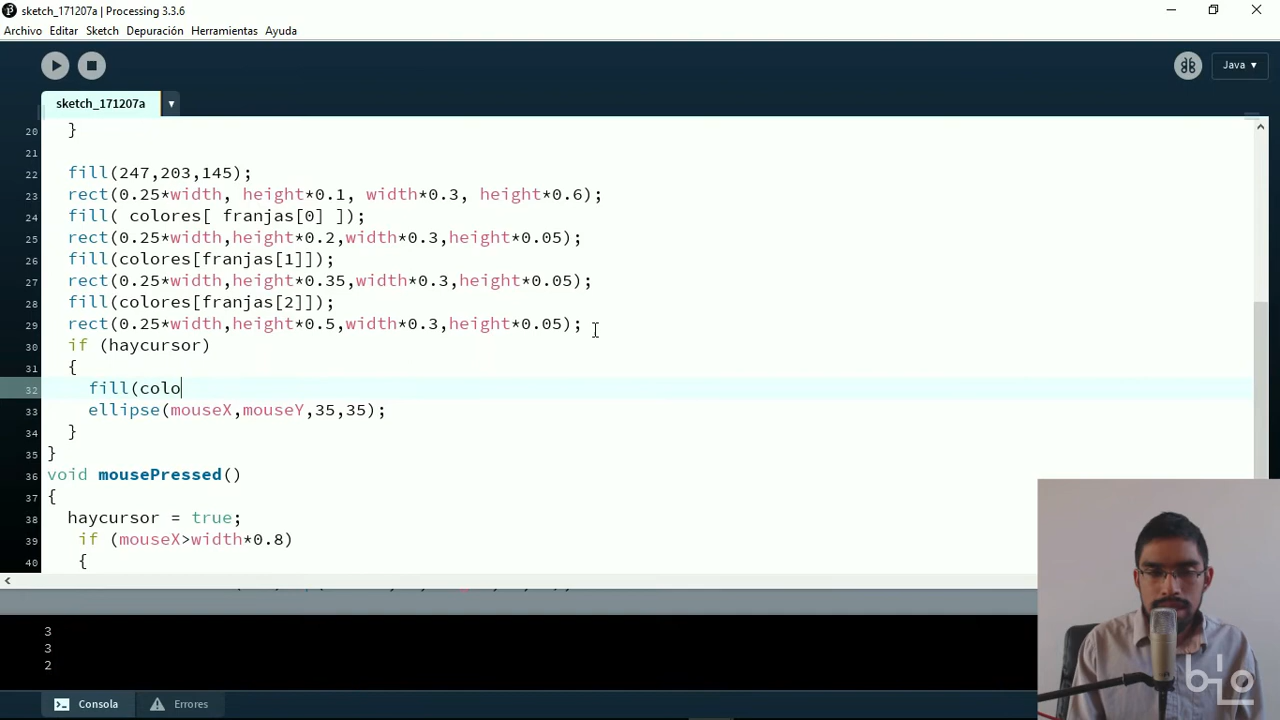 sketch_171207a | Processing 3.3.6
Archivo Editar Sketch Depuración Herramientas Ayuda
Java ▾
sketch_171207a ▾
20 }
21
22 fill(247,203,145);
23 rect(0.25*width, height*0.1, width*0.3, height*0.6);
24 fill( colores[ franjas[0] ]);
25 rect(0.25*width,height*0.2,width*0.3,height*0.05);
26 fill(colores[franjas[1]]);
27 rect(0.25*width,height*0.35,width*0.3,height*0.05);
28 fill(colores[franjas[2]]);
29 rect(0.25*width,height*0.5,width*0.3,height*0.05);
30 if (haycursor)
31 {
32 fill(colo
33 ellipse(mouseX,mouseY,35,35);
34 }
35 }
36 void mousePressed()
37 {
38 haycursor = true;
39 if (mouseX>width*0.8)
40 {
3
3
2
Consola Errores